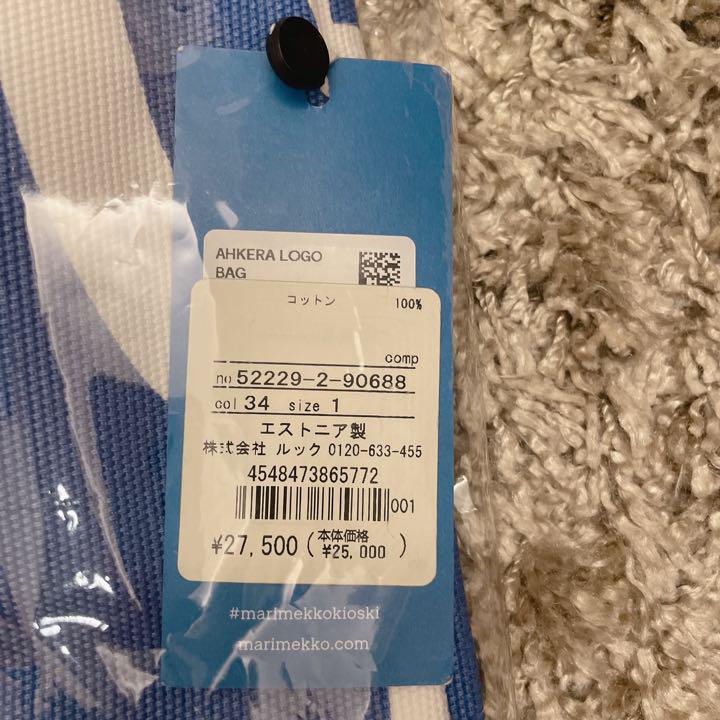 AHKERA LOGO
BAG
コットン 100%
comp
no 52229-2-90688
col 34 size 1
エストニア製
株式会社 ルック 0120-633-455
4548473865772
001
¥27,500 (本体価格 ¥25,000)
#marimekkokioski
marimekko.com